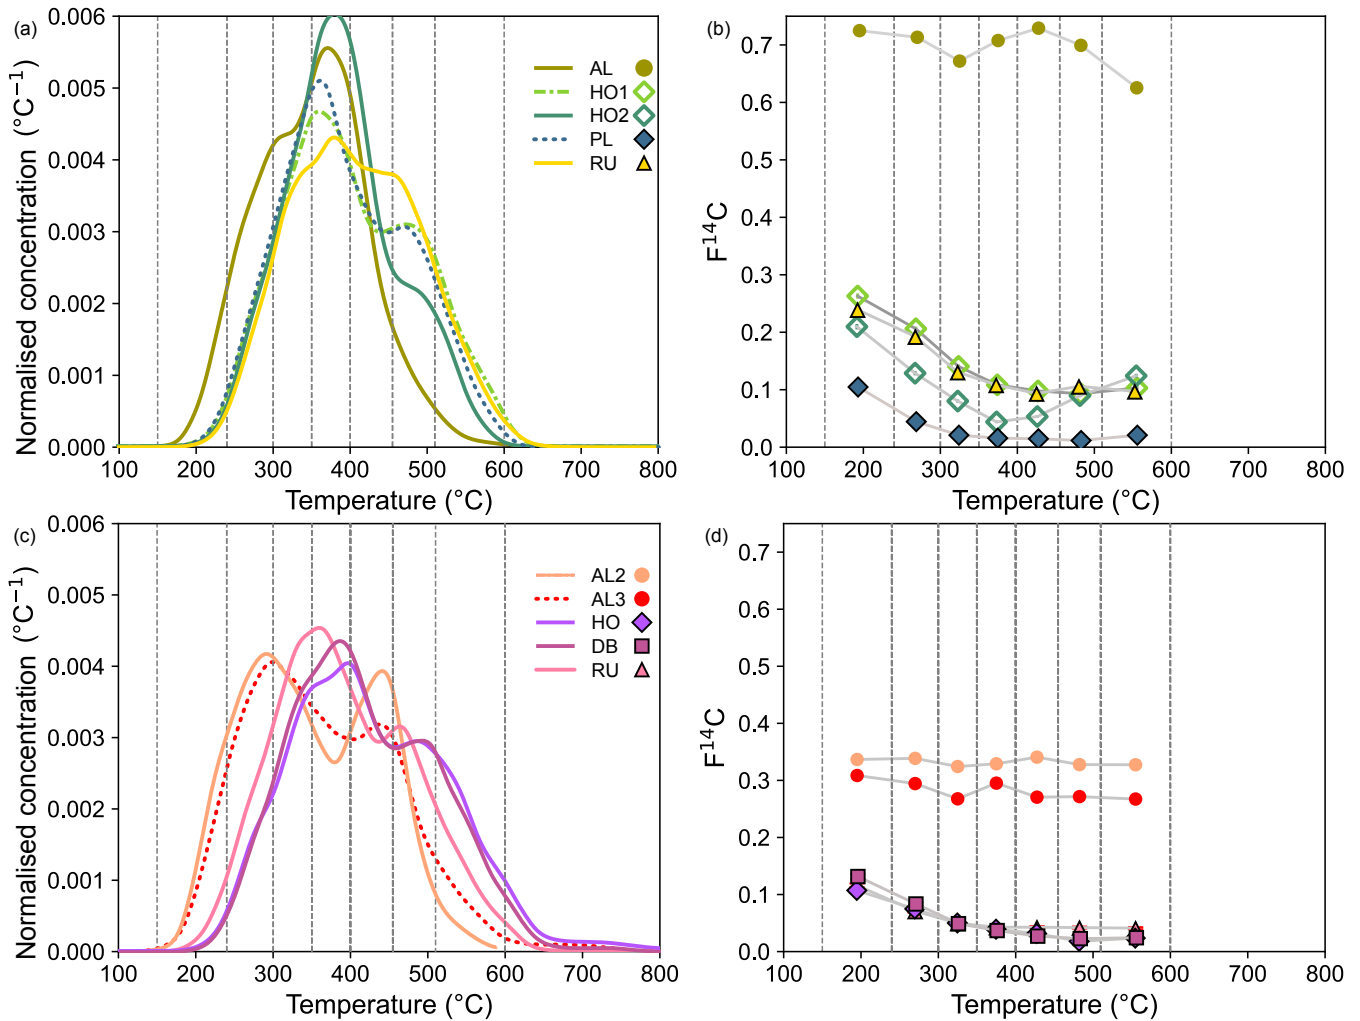 (a)
Normalised concentration (°C⁻¹)
0.006
0.005
0.004
0.003
0.002
0.001
0.000
AL
HO1
HO2
PL
RU
100 200 300 400 500 600 700 800
Temperature (°C)
(b)
F¹⁴C
0.7
0.6
0.5
0.4
0.3
0.2
0.1
0.0
100 200 300 400 500 600 700 800
Temperature (°C)
(c)
Normalised concentration (°C⁻¹)
0.006
0.005
0.004
0.003
0.002
0.001
0.000
AL2
AL3
HO
DB
RU
100 200 300 400 500 600 700 800
Temperature (°C)
(d)
F¹⁴C
0.7
0.6
0.5
0.4
0.3
0.2
0.1
0.0
100 200 300 400 500 600 700 800
Temperature (°C)